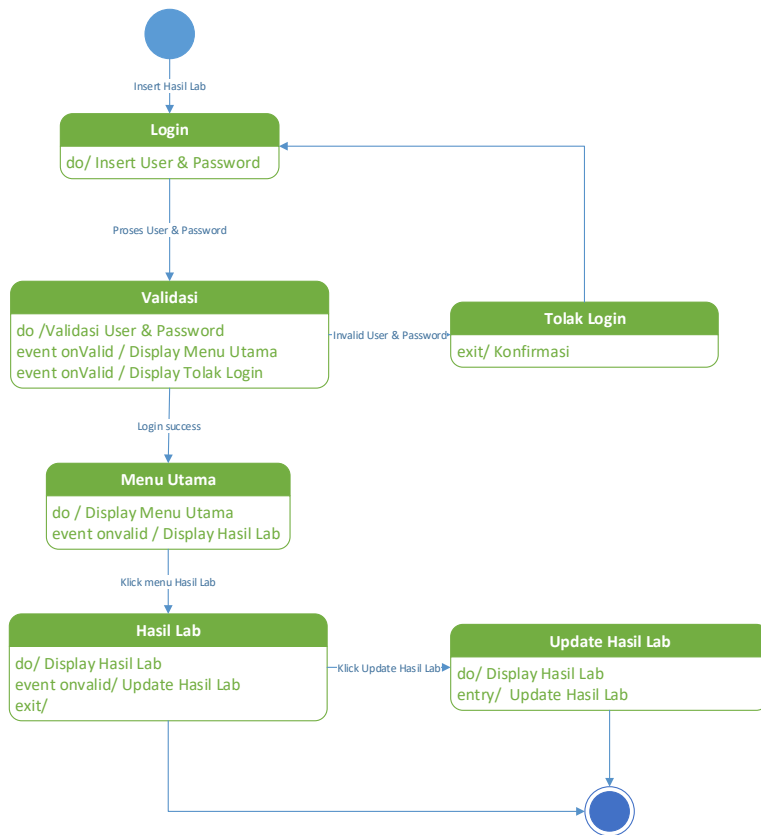 Insert Hasil Lab
Login
do/ Insert User & Password
Proses User & Password
Validasi
do /Validasi User & Password
event onValid / Display Menu Utama
event onValid / Display Tolak Login
Invalid User & Password
Tolak Login
exit/ Konfirmasi
Login success
Menu Utama
do / Display Menu Utama
event onvalid / Display Hasil Lab
Klick menu Hasil Lab
Hasil Lab
do/ Display Hasil Lab
event onvalid/ Update Hasil Lab
exit/
Klick Update Hasil Lab
Update Hasil Lab
do/ Display Hasil Lab
entry/ Update Hasil Lab